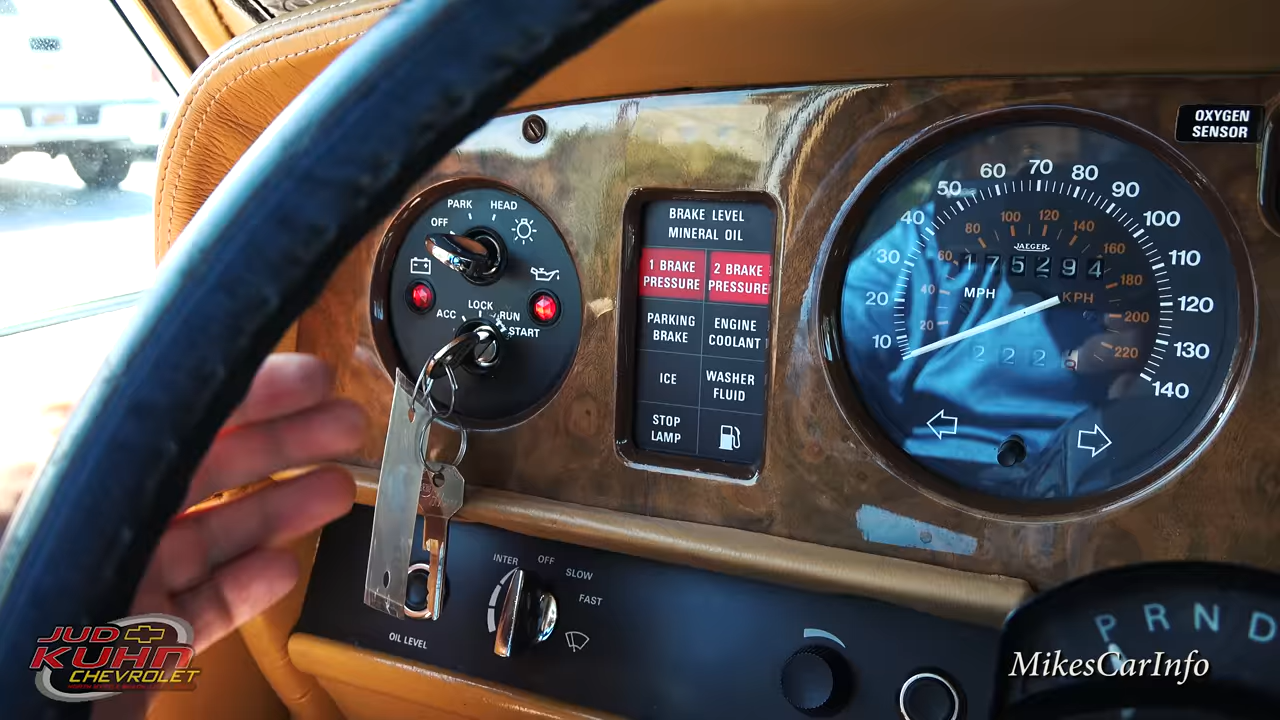 PARK HEAD
OFF
LOCK
ACC RUN
START
BRAKE LEVEL
MINERAL OIL
1 BRAKE
PRESSURE
2 BRAKE
PRESSURE
PARKING
BRAKE
ENGINE
COOLANT
ICE
WASHER
FLUID
STOP
LAMP
10 20 30 40 50 60 70 80 90 100 110 120 130 140
20 40 60 80 100 120 140 160 180 200 220
JAEGER
175294
MPH
KPH
OXYGEN
SENSOR
OIL LEVEL
INTER OFF SLOW
FAST
P R N D
JUD
KUHN
CHEVROLET
MikesCarInfo